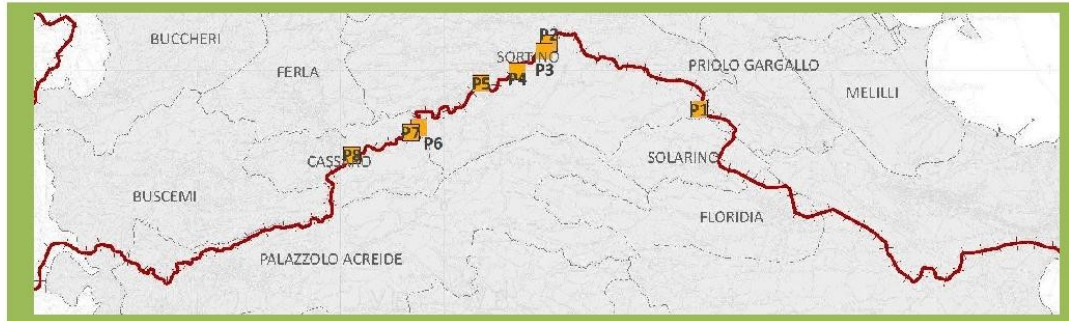 BUCCHERI
P2
SORTINO
FERLA
P3
PRIOLO GARGALLO
P4
P5
MELILLI
P1
P7
P6
P8
CASSARO
SOLARINO
BUSCEMI
FLORIDIA
PALAZZOLO ACREIDE